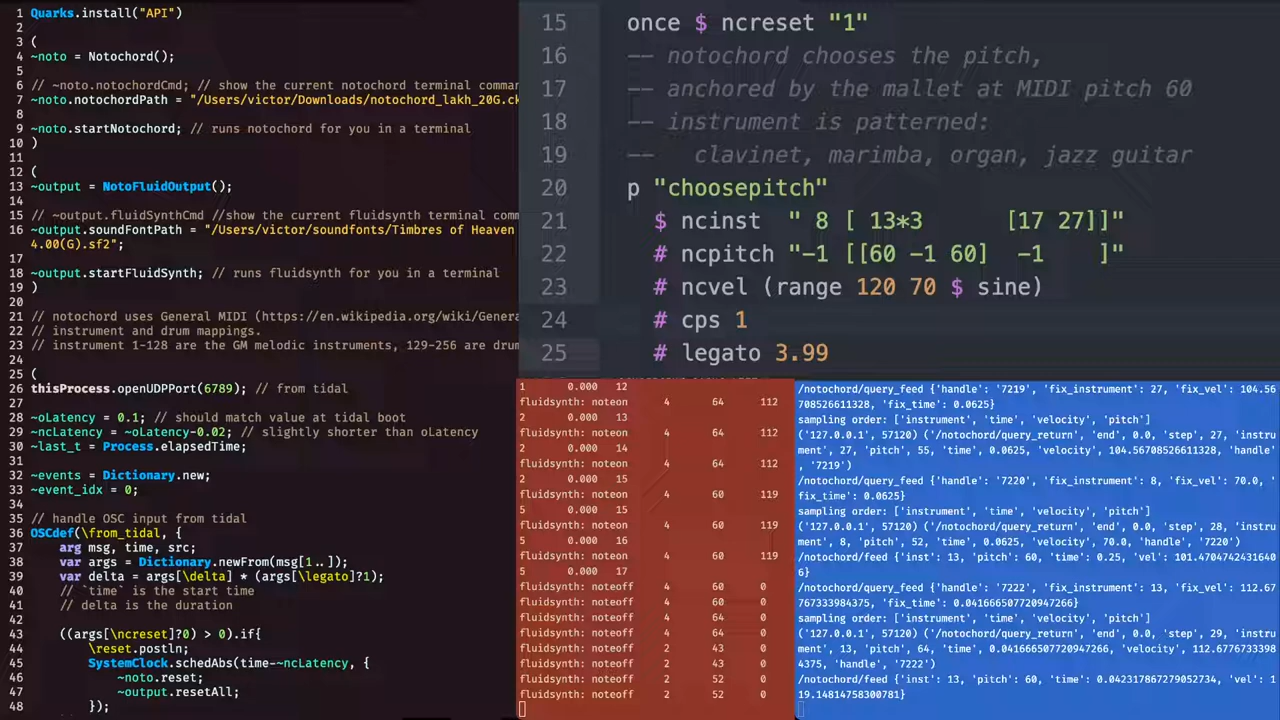 1 Quarks.install("API")
2
3 (
4 ~noto = Notochord();
5
6 // ~noto.notochordCmd; // show the current notochord terminal comman
7 ~noto.notochordPath = "/Users/victor/Downloads/notochord_lakh_20G.ck
8
9 ~noto.startNotochord; // runs notochord for you in a terminal
10 )
11
12 (
13 ~output = NotoFluidOutput();
14
15 // ~output.fluidSynthCmd //show the current fluidsynth terminal comm
16 ~output.soundFontPath = "/Users/victor/soundfonts/Timbres of Heaven
4.00(G).sf2";
17
18 ~output.startFluidSynth; // runs fluidsynth for you in a terminal
19 )
20
21 // notochord uses General MIDI (https://en.wikipedia.org/wiki/Genera
22 // instrument and drum mappings.
23 // instrument 1-128 are the GM melodic instruments, 129-256 are drum
24
25 (
26 thisProcess.openUDPPort(6789); // from tidal
27
28 ~oLatency = 0.1; // should match value at tidal boot
29 ~ncLatency = ~oLatency-0.02; // slightly shorter than oLatency
30 ~last_t = Process.elapsedTime;
31
32 ~events = Dictionary.new;
33 ~event_idx = 0;
34
35 // handle OSC input from tidal
36 OSCdef(\from_tidal, {
37 arg msg, time, src;
38 var args = Dictionary.newFrom(msg[1..]);
39 var delta = args[\delta] * (args[\legato]?1);
40 // `time` is the start time
41 // delta is the duration
42
43 ((args[\ncreset]?0) > 0).if{
44 \reset.postln;
45 SystemClock.schedAbs(time-~ncLatency, {
46 ~noto.reset;
47 ~output.resetAll;
48 });
15 once $ ncreset "1"
16 -- notochord chooses the pitch,
17 -- anchored by the mallet at MIDI pitch 60
18 -- instrument is patterned:
19 -- clavinet, marimba, organ, jazz guitar
20 p "choosepitch"
21 $ ncinst " 8 [ 13*3 [17 27]]"
22 # ncpitch "-1 [[60 -1 60] -1 ]"
23 # ncvel (range 120 70 $ sine)
24 # cps 1
25 # legato 3.99
1 0.000 12
fluidsynth: noteon 4 64 112
2 0.000 13
fluidsynth: noteon 4 64 112
2 0.000 14
fluidsynth: noteon 4 64 112
2 0.000 15
fluidsynth: noteon 4 60 119
5 0.000 15
fluidsynth: noteon 4 60 119
5 0.000 16
fluidsynth: noteon 4 60 119
5 0.000 17
fluidsynth: noteoff 4 60 0
fluidsynth: noteoff 4 60 0
fluidsynth: noteoff 4 64 0
fluidsynth: noteoff 4 64 0
fluidsynth: noteoff 2 43 0
fluidsynth: noteoff 2 43 0
fluidsynth: noteoff 2 52 0
fluidsynth: noteoff 2 52 0
/notochord/query_feed {'handle': '7219', 'fix_instrument': 27, 'fix_vel': 104.56
708526611328, 'fix_time': 0.0625}
sampling order: ['instrument', 'time', 'velocity', 'pitch']
('127.0.0.1', 57120) ('/notochord/query_return', 'end', 0.0, 'step', 27, 'instru
ment', 27, 'pitch', 55, 'time', 0.0625, 'velocity', 104.56708526611328, 'handle'
, '7219')
/notochord/query_feed {'handle': '7220', 'fix_instrument': 8, 'fix_vel': 70.0, '
fix_time': 0.0625}
sampling order: ['instrument', 'time', 'velocity', 'pitch']
('127.0.0.1', 57120) ('/notochord/query_return', 'end', 0.0, 'step', 28, 'instru
ment', 8, 'pitch', 52, 'time', 0.0625, 'velocity', 70.0, 'handle', '7220')
/notochord/feed {'inst': 13, 'pitch': 60, 'time': 0.25, 'vel': 101.4704742431640
6}
/notochord/query_feed {'handle': '7222', 'fix_instrument': 13, 'fix_vel': 112.67
767333984375, 'fix_time': 0.041666507720947266}
sampling order: ['instrument', 'time', 'velocity', 'pitch']
('127.0.0.1', 57120) ('/notochord/query_return', 'end', 0.0, 'step', 29, 'instru
ment', 13, 'pitch', 64, 'time', 0.041666507720947266, 'velocity', 112.6776733398
4375, 'handle', '7222')
/notochord/feed {'inst': 13, 'pitch': 60, 'time': 0.042317867279052734, 'vel': 1
19.14814758300781}